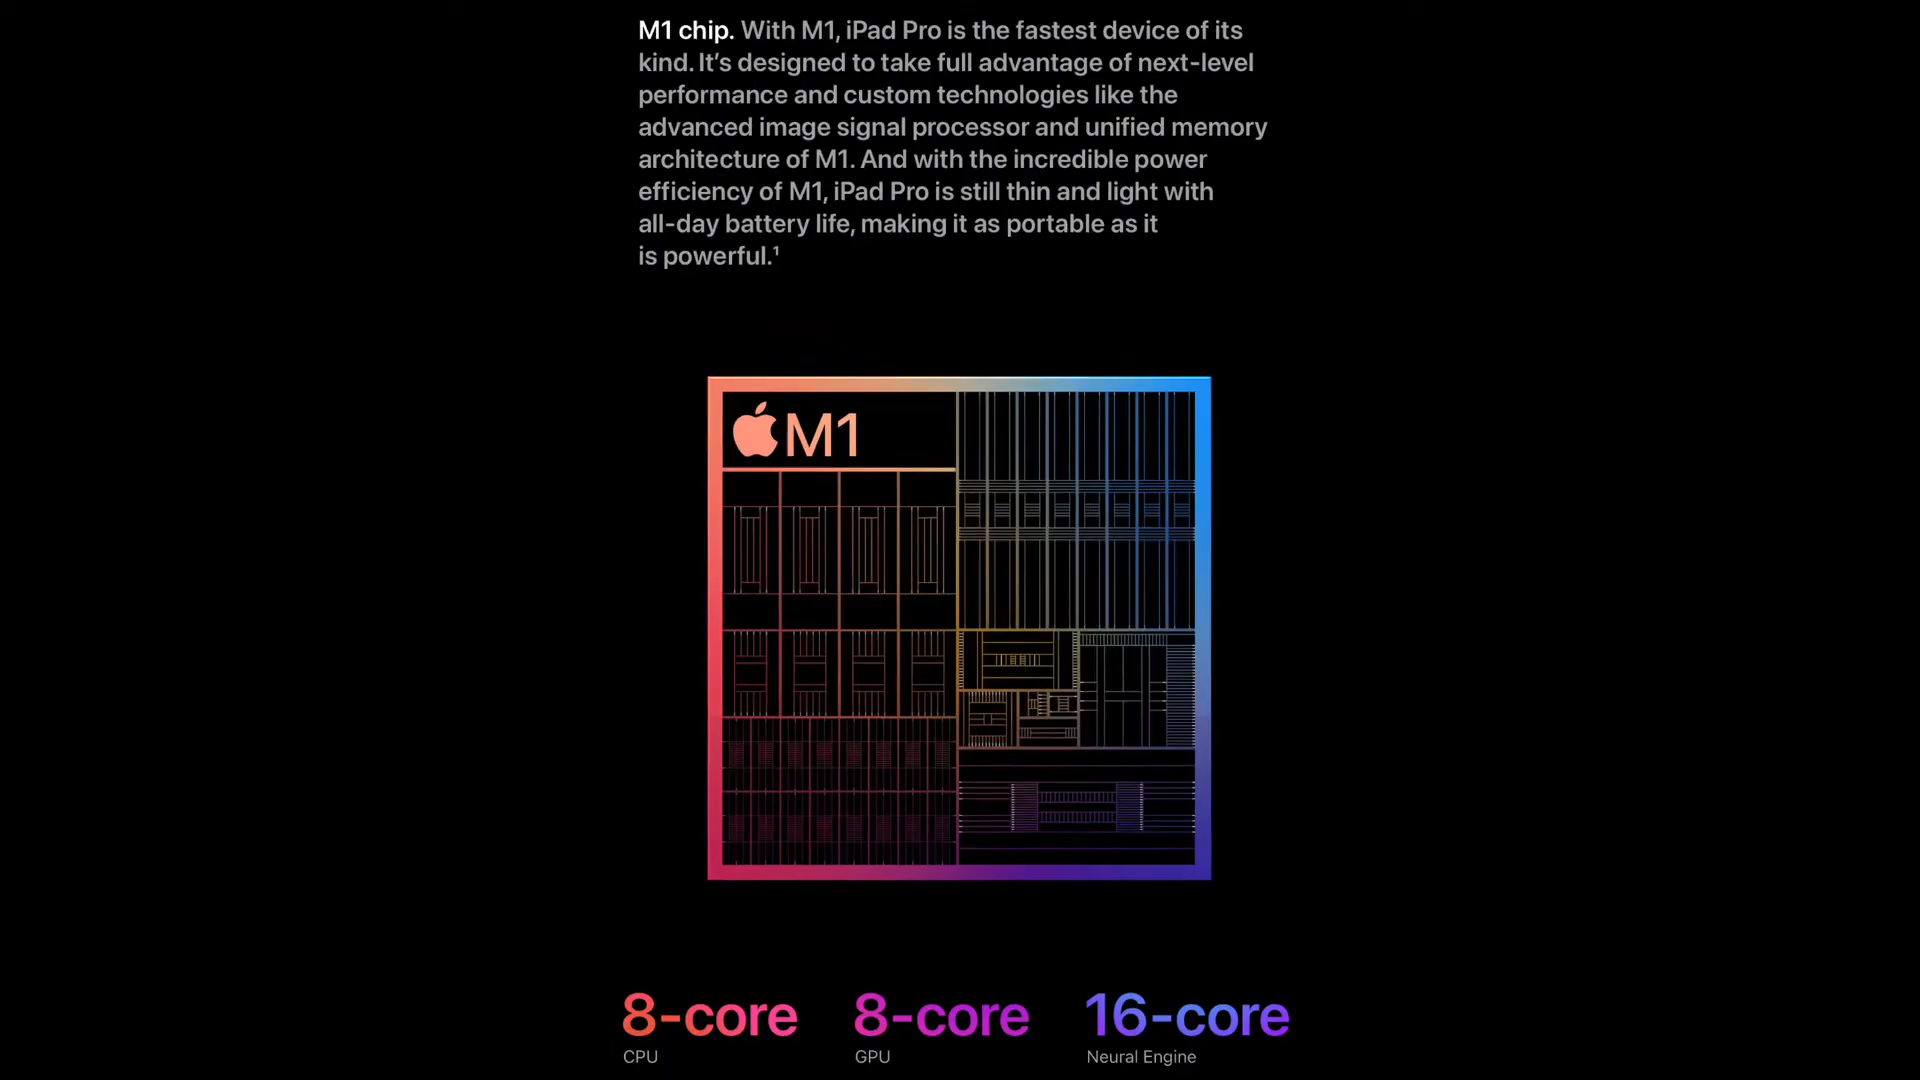 M1 chip. With M1, iPad Pro is the fastest device of its
kind. It’s designed to take full advantage of next-level
performance and custom technologies like the
advanced image signal processor and unified memory
architecture of M1. And with the incredible power
efficiency of M1, iPad Pro is still thin and light with
all-day battery life, making it as portable as it
is powerful.¹
M1
8-core 8-core 16-core
CPU GPU Neural Engine